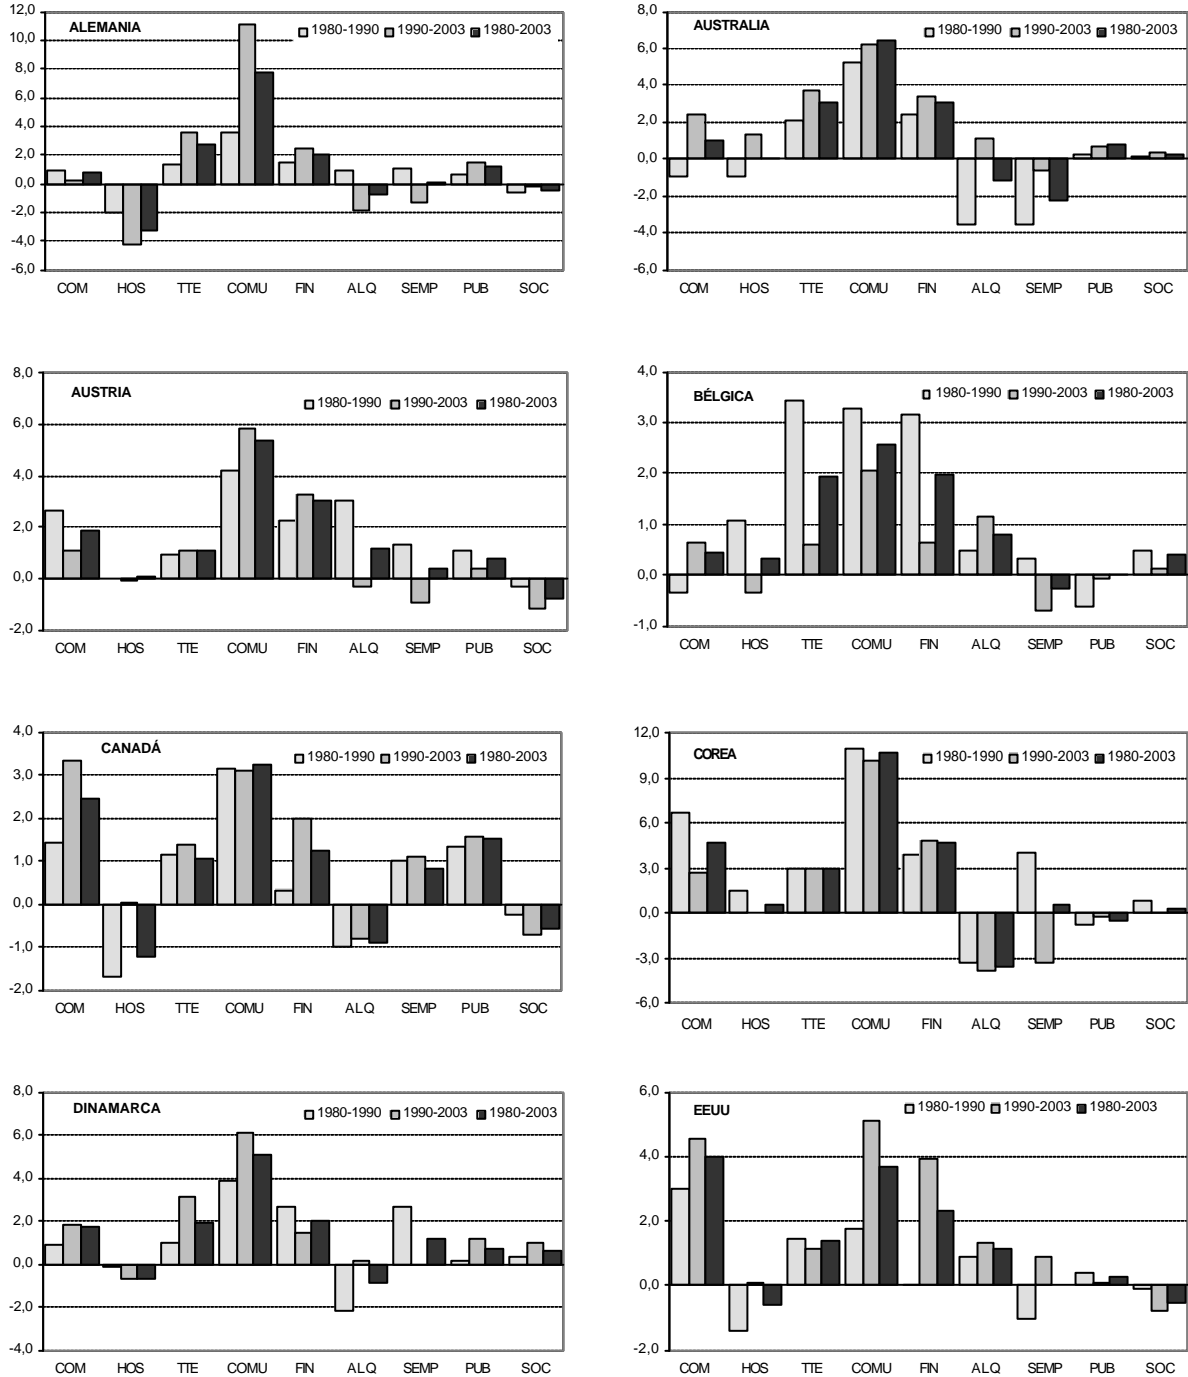 ALEMANIA
1980-1990 1990-2003 1980-2003
12,0
10,0
8,0
6,0
4,0
2,0
0,0
-2,0
-4,0
-6,0
COM HOS TTE COMU FIN ALQ SEMP PUB SOC
AUSTRALIA
1980-1990 1990-2003 1980-2003
8,0
6,0
4,0
2,0
0,0
-2,0
-4,0
-6,0
COM HOS TTE COMU FIN ALQ SEMP PUB SOC
AUSTRIA
1980-1990 1990-2003 1980-2003
8,0
6,0
4,0
2,0
0,0
-2,0
COM HOS TTE COMU FIN ALQ SEMP PUB SOC
BÉLGICA
1980-1990 1990-2003 1980-2003
4,0
3,0
2,0
1,0
0,0
-1,0
COM HOS TTE COMU FIN ALQ SEMP PUB SOC
CANADÁ
1980-1990 1990-2003 1980-2003
4,0
3,0
2,0
1,0
0,0
-1,0
-2,0
COM HOS TTE COMU FIN ALQ SEMP PUB SOC
COREA
1980-1990 1990-2003 1980-2003
12,0
9,0
6,0
3,0
0,0
-3,0
-6,0
COM HOS TTE COMU FIN ALQ SEMP PUB SOC
DINAMARCA
1980-1990 1990-2003 1980-2003
8,0
6,0
4,0
2,0
0,0
-2,0
-4,0
COM HOS TTE COMU FIN ALQ SEMP PUB SOC
EEUU
1980-1990 1990-2003 1980-2003
6,0
4,0
2,0
0,0
-2,0
COM HOS TTE COMU FIN ALQ SEMP PUB SOC